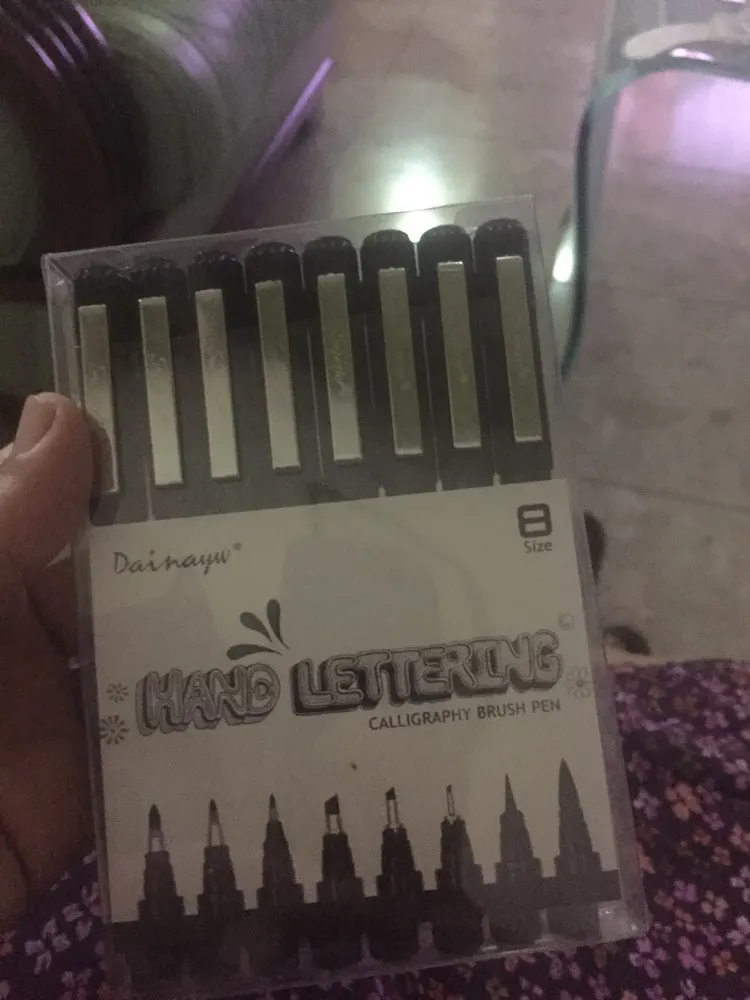 8
Size
Dainayw®
HAND LETTERING
CALLIGRAPHY BRUSH PEN